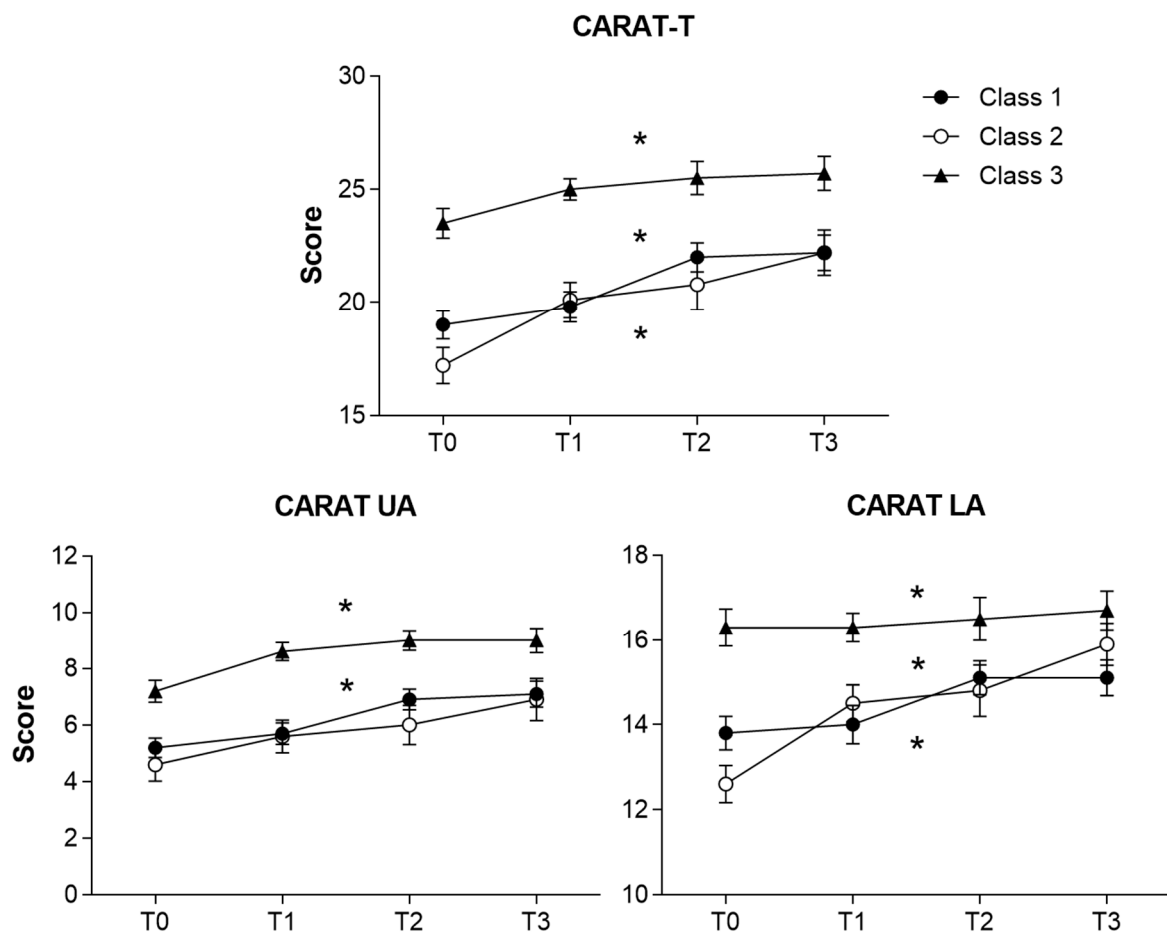 CARAT-T
30
25
20
15
Score
T0 T1 T2 T3
*
*
*
Class 1
Class 2
Class 3
CARAT UA
12
10
8
6
4
2
0
Score
T0 T1 T2 T3
*
*
CARAT LA
18
16
14
12
10
T0 T1 T2 T3
*
*
*